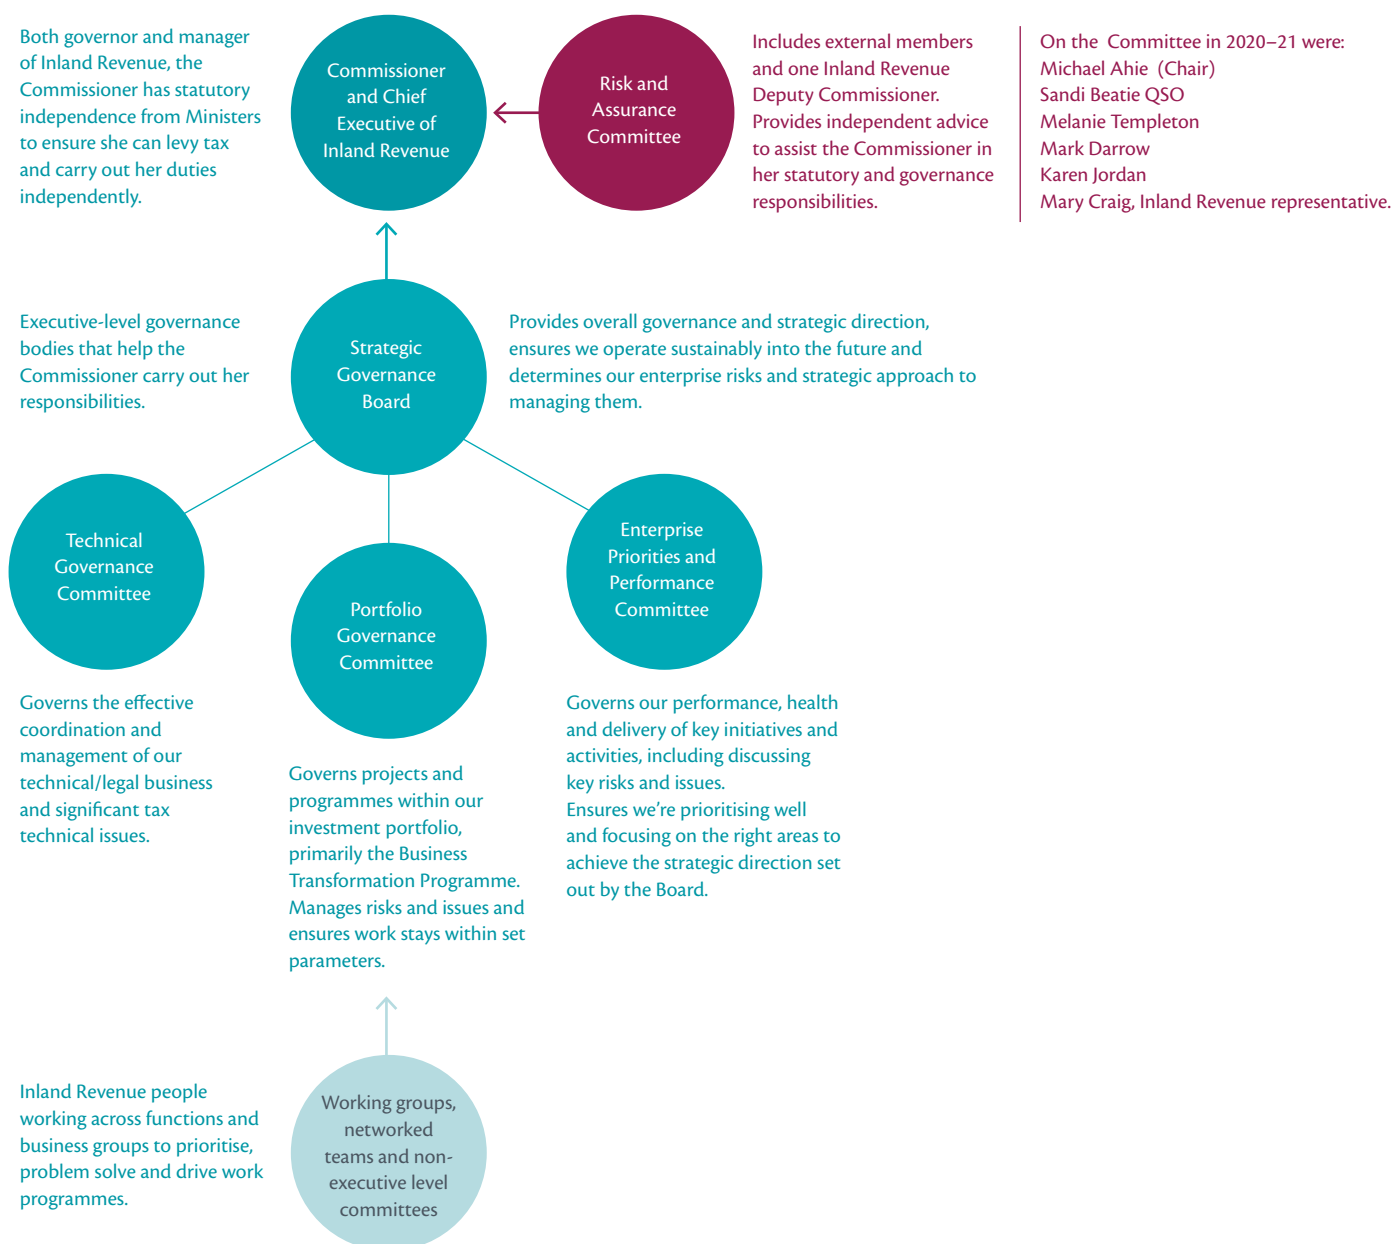 Both governor and manager
of Inland Revenue, the
Commissioner has statutory
independence from Ministers
to ensure she can levy tax
and carry out her duties
independently.
Commissioner
and Chief
Executive of
Inland Revenue
Risk and
Assurance
Committee
Includes external members
and one Inland Revenue
Deputy Commissioner.
Provides independent advice
to assist the Commissioner in
her statutory and governance
responsibilities.
On the Committee in 2020–21 were:
Michael Ahie (Chair)
Sandi Beatie QSO
Melanie Templeton
Mark Darrow
Karen Jordan
Mary Craig, Inland Revenue representative.
Executive-level governance
bodies that help the
Commissioner carry out her
responsibilities.
Strategic
Governance
Board
Provides overall governance and strategic direction,
ensures we operate sustainably into the future and
determines our enterprise risks and strategic approach to
managing them.
Technical
Governance
Committee
Portfolio
Governance
Committee
Enterprise
Priorities and
Performance
Committee
Governs the effective
coordination and
management of our
technical/legal business
and significant tax
technical issues.
Governs projects and
programmes within our
investment portfolio,
primarily the Business
Transformation Programme.
Manages risks and issues and
ensures work stays within set
parameters.
Governs our performance, health
and delivery of key initiatives and
activities, including discussing
key risks and issues.
Ensures we're prioritising well
and focusing on the right areas to
achieve the strategic direction set
out by the Board.
Inland Revenue people
working across functions and
business groups to prioritise,
problem solve and drive work
programmes.
Working groups,
networked
teams and non-
executive level
committees